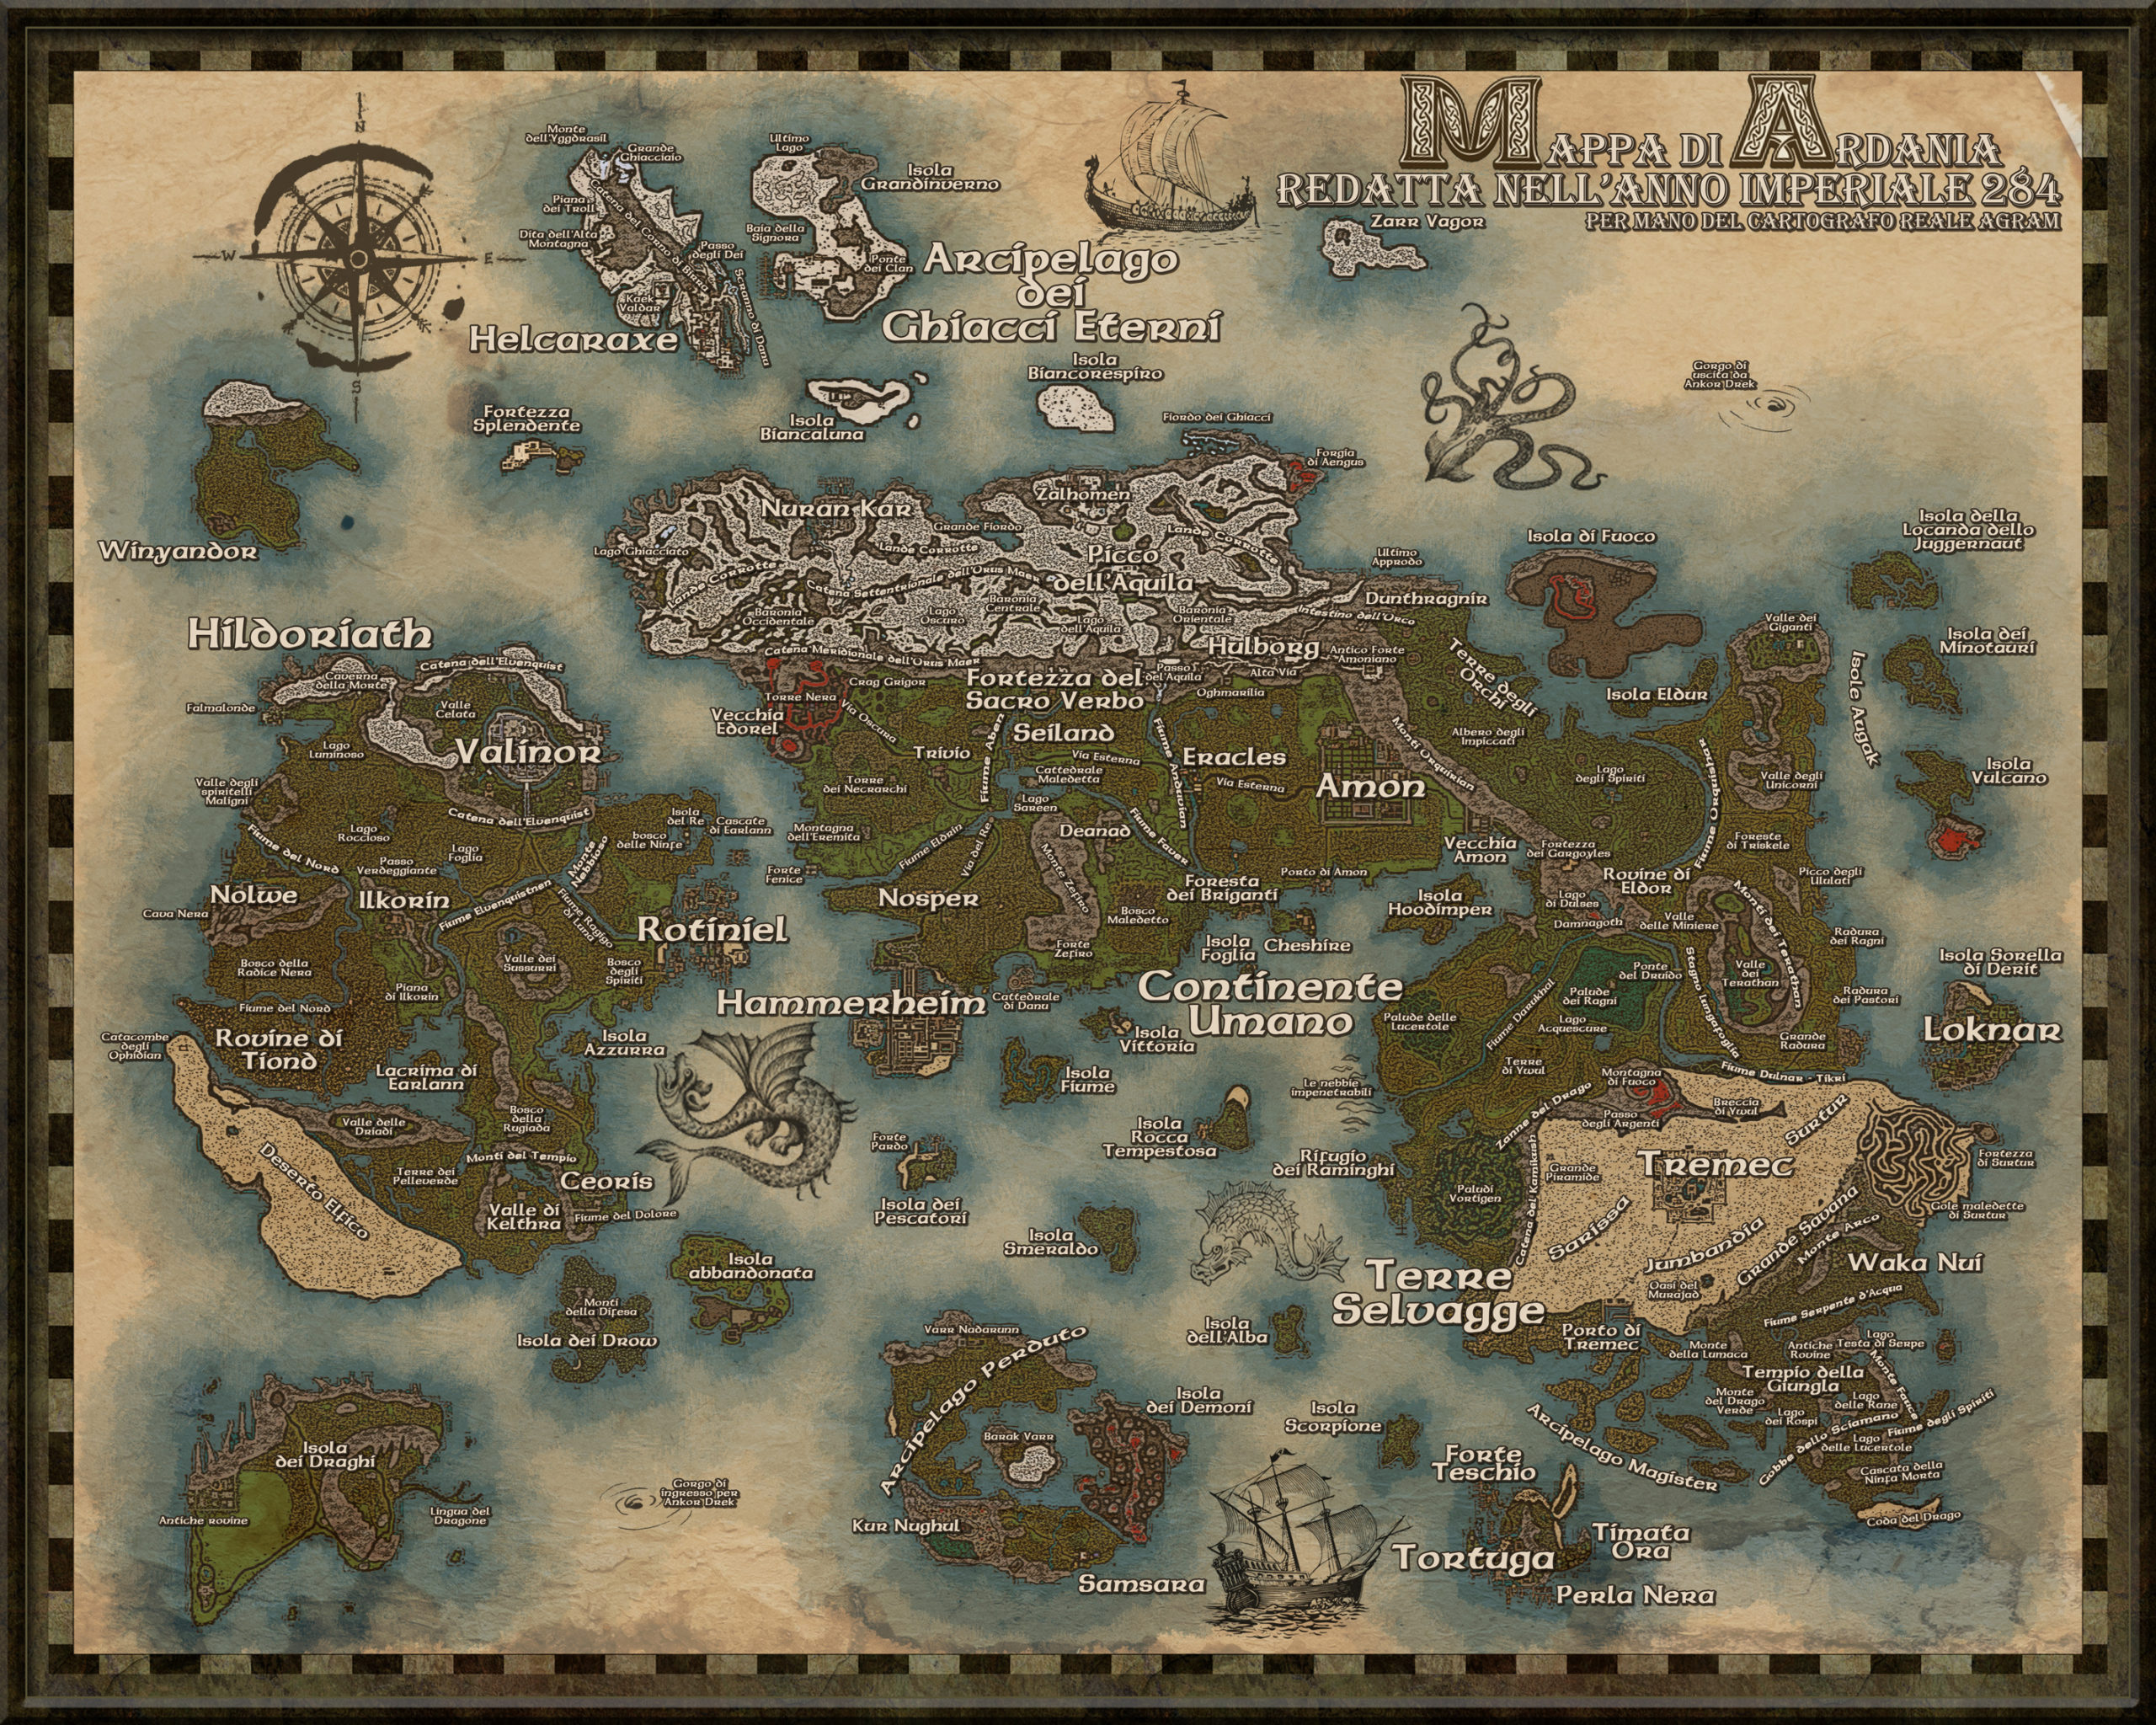 Mappa di Ardania
redatta nell'anno imperiale 284
per mano del cartografo reale Agram
N
W
E
S
Monte
dell'Yggdrasil
Grande
Ghiacciaio
Piana
dei Troll
Catena del Corno di Bifro
Dita dell'Alta
Montagna
Passo
degli Dei
Kaek
Valdar
Scranno di Danu
Helcaraxe
Ultimo
Lago
Isola
Grandinverno
Baia della
Signora
Ponte
dei Clan
Arcipelago
dei
Ghiacci Eterni
Zarr Vagor
Isola
Biancorespiro
Isola
Biancaluna
Fortezza
Splendente
Fiordo dei Ghiacci
Forgia
di Aengus
Gorgo di
uscita da
Ankor Drek
Winyandor
Nuran Kar
Zalhomen
Grande Fiordo
Lande Corrotte
Lago Ghiacciato
Lande Corrotte
Lande Corrotte
Picco
dell'Aquila
Catena Settentrionale dell'Orus Maer
Baronia
Occidentale
Lago
Oscuro
Baronia
Centrale
Lago
dell'Aquila
Baronia
Orientale
Ultimo
Approdo
Dunthragnir
Intestino dell'Orco
Hulborg
Antico Forte
Amoniano
Catena Meridionale dell'Orus Maer
Passo
dell'Aquila
Alta Via
Oghmarilia
Terre degli
Orchi
Isola di Fuoco
Isola Eldur
Isola della
Locanda dello
Juggernaut
Isola dei
Minotauri
Isole Augak
Isola
Vulcano
Valle dei
Giganti
Hildoriath
Catena dell'Elvenquist
Caverna
della Morte
Falmalonde
Valle
Celata
Lago
Luminoso
Valinor
Valle degli
spiritelli
Maligni
Catena dell'Elvenquist
Isola
del Re
Cascate
di Earlann
bosco
delle Ninfe
Lago
Roccioso
Lago
Foglia
Monte
Nebbioso
Fiume del Nord
Passo
Verdeggiante
Nolwe
Ilkorin
Cava Nera
Fiume Elvenquistnen
Fiume Ragigo
di Luna
Rotiniel
Bosco della
Radice Nera
Valle dei
Sussurri
Bosco
degli
Spiriti
Piana
di Ilkorin
Fiume del Nord
Rovine di
Tiond
Catacombe
degli
Ophidian
Lacrima di
Earlann
Isola
Azzurra
Valle delle
Driadi
Bosco
della
Rugiada
Monti del Tempio
Terre dei
Pelleverde
Ceoris
Valle di
Kelthra
Fiume del Dolore
Deserto Elfico
Torre Nera
Crag Grigor
Vecchia
Edorel
Via Oscura
Fortezza del
Sacro Verbo
Seiland
Fiume Aben
Trivio
Via Esterna
Eracles
Via Esterna
Amon
Cattedrale
Maledetta
Torre
dei Necrarchi
Lago
Sareen
Fiume Anduvian
Deanad
Fiume Faver
Montagna
dell'Eremita
Fiume Eldrin
Via del Re
Monte Zefiro
Forte
Fenice
Nosper
Foresta
dei Briganti
Porto di Amon
Bosco
Maledetto
Forte
Zefiro
Monti Orquirian
Albero degli
Impiccati
Lago
degli Spiriti
Valle degli
Unicorni
Vecchia
Amon
Fortezza
dei Gargoyles
Foreste
di Triskele
Rovine di
Eldor
Picco degli
Ululati
Isola
Hoodimper
Lago
di Dulses
Damnagoth
Valle
delle Miniere
Monti dei Terathan
Radura
dei Ragni
Isola
Foglia
Cheshire
Continente
Umano
Hammerheim
Cattedrale
di Danu
Isola
Vittoria
Isola
Fiume
Palude delle
Lucertole
Fiume Darukhal
Palude
dei Ragni
Ponte
del Druido
Lago
Acquescure
Stagno Lungafoglia
Valle
dei
Terathan
Radura
dei Pastori
Grande
Radura
Isola Sorella
di Derit
Loknar
Le nebbie
impenetrabili
Terre
di Ywul
Montagna
di Fuoco
Fiume Dulnar - Tikri
Zanne del Drago
Passo
degli Argenti
Breccia
di Ywul
Surtur
Isola
Rocca
Tempestosa
Rifugio
dei Raminghi
Forte
Pardo
Isola dei
Pescatori
Paludi
Vortigen
Catena del Kamikush
Grande
Piramide
Tremec
Fortezza
di Surtur
Gole maledette
di Surtur
Sarissa
Jumbandia
Grande Savana
Monte Arco
Waka Nui
Oasi del
Murajad
Terre
Selvagge
Isola
Smeraldo
Isola
dell'Alba
Isola
abbandonata
Monti
della Difesa
Isola dei Drow
Porto di
Tremec
Fiume Serpente d'Acqua
Monte
della Lumaca
Antiche
Rovine
Lago
Testa di Serpe
Tempio della
Giungla
Monte
del Drago
Verde
Lago
dei Rospi
Lago
delle Rane
Monte Fauce
Fiume degli Spiriti
Gobbe dello Sciamano
Lago
delle Lucertole
Cascata della
Ninfa Morta
Coda del Drago
Arcipelago Magister
Varr Nadarunn
Arcipelago Perduto
Isola
dei Demoni
Barak Varr
Kur Nughul
Samsara
Isola
Scorpione
Forte
Teschio
Timata
Ora
Tortuga
Perla Nera
Isola
dei Draghi
Antiche rovine
Lingua del
Dragone
Gorgo di
ingresso per
Ankor Drek